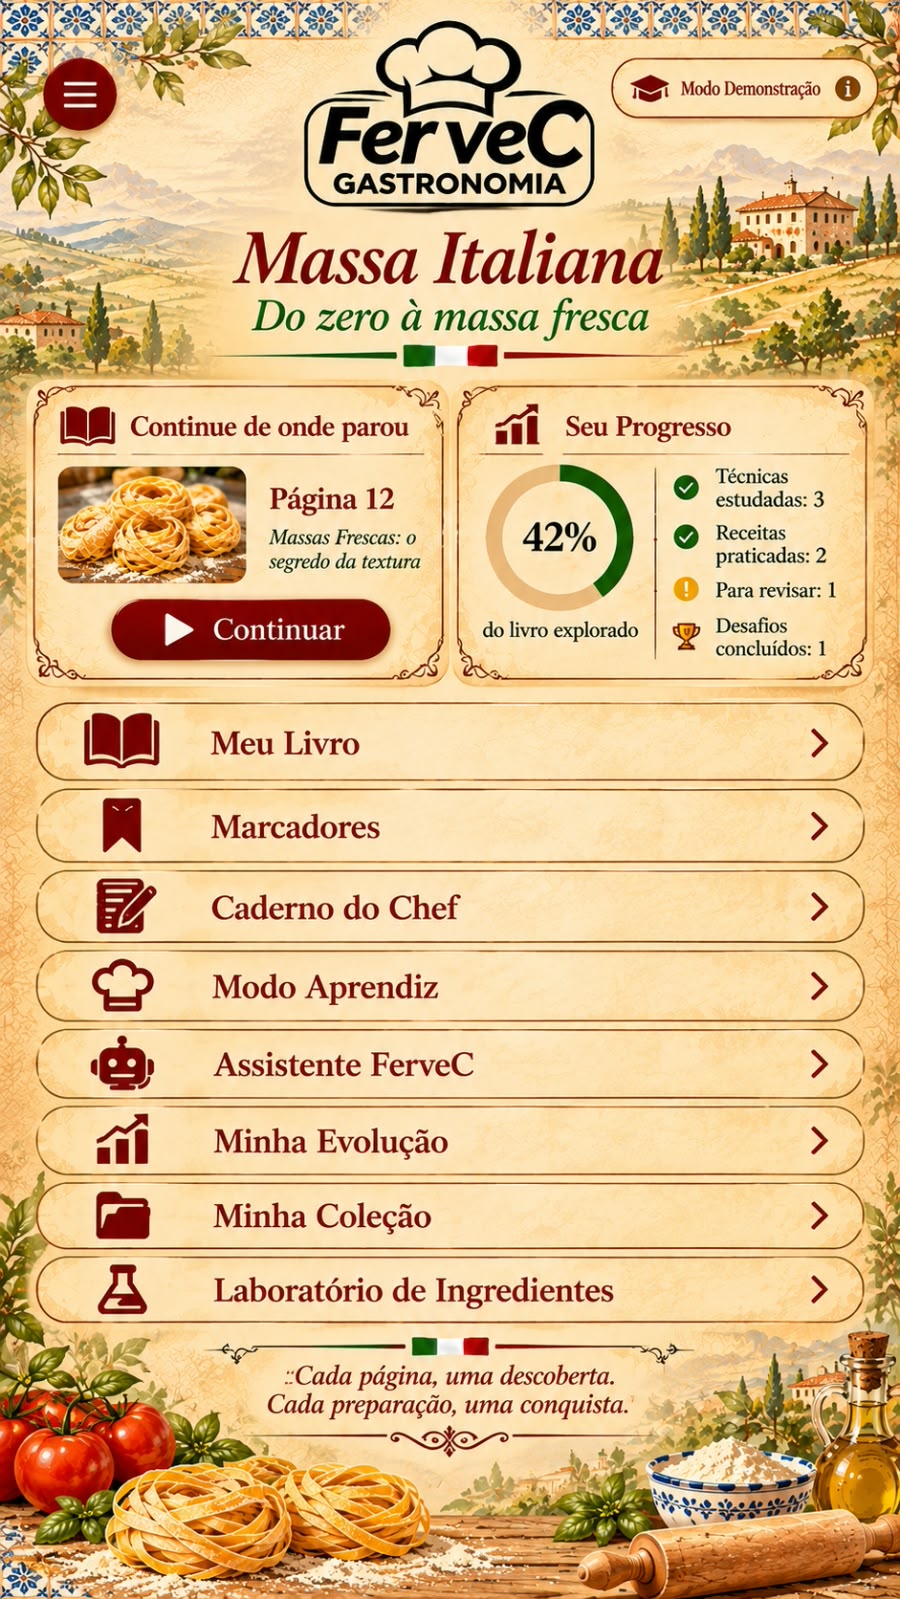 FerveC
GASTRONOMIA
Modo Demonstração
Massa Italiana
Do zero à massa fresca
Continue de onde parou
Página 12
Massas Frescas: o
segredo da textura
Continuar
Seu Progresso
42%
do livro explorado
Técnicas
estudadas: 3
Receitas
praticadas: 2
Para revisar: 1
Desafios
concluídos: 1
Meu Livro
Marcadores
Caderno do Chef
Modo Aprendiz
Assistente FerveC
Minha Evolução
Minha Coleção
Laboratório de Ingredientes
Cada página, uma descoberta.
Cada preparação, uma conquista.